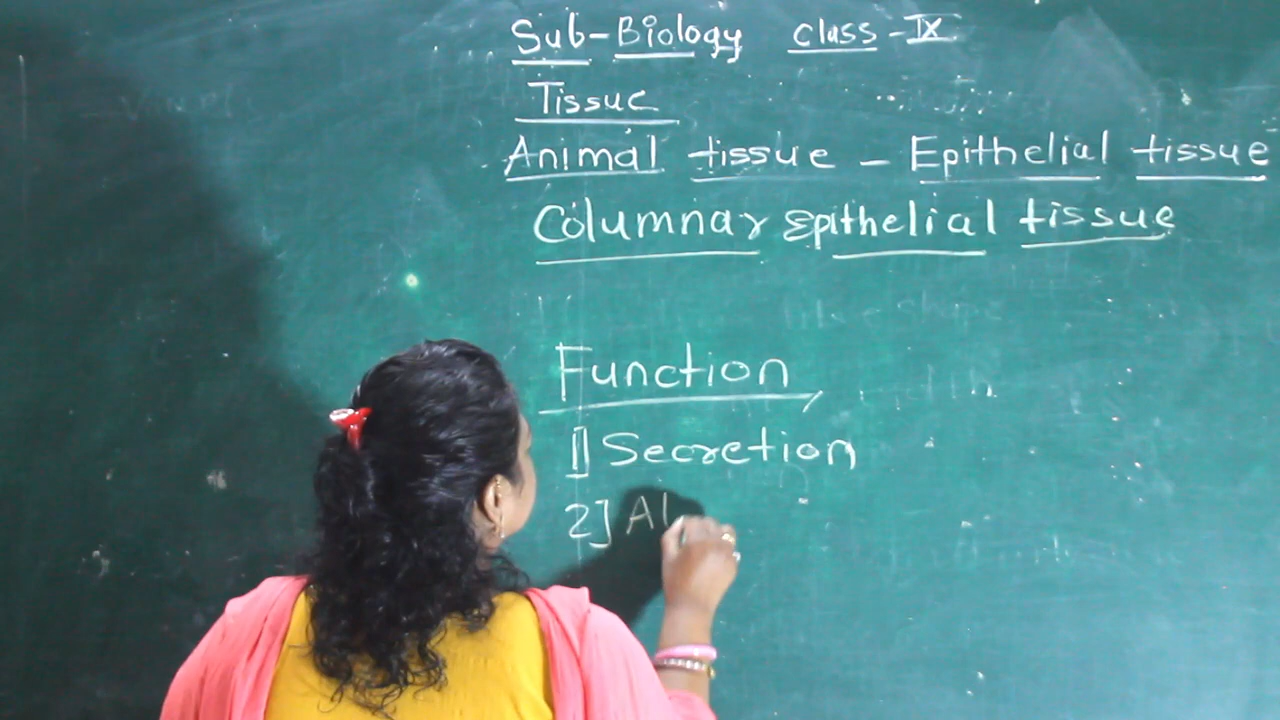 Sub-Biology class-IX
Tissue
Animal tissue - Epithelial tissue
Columnar Epithelial tissue
Function
1] Secretion
2] Al